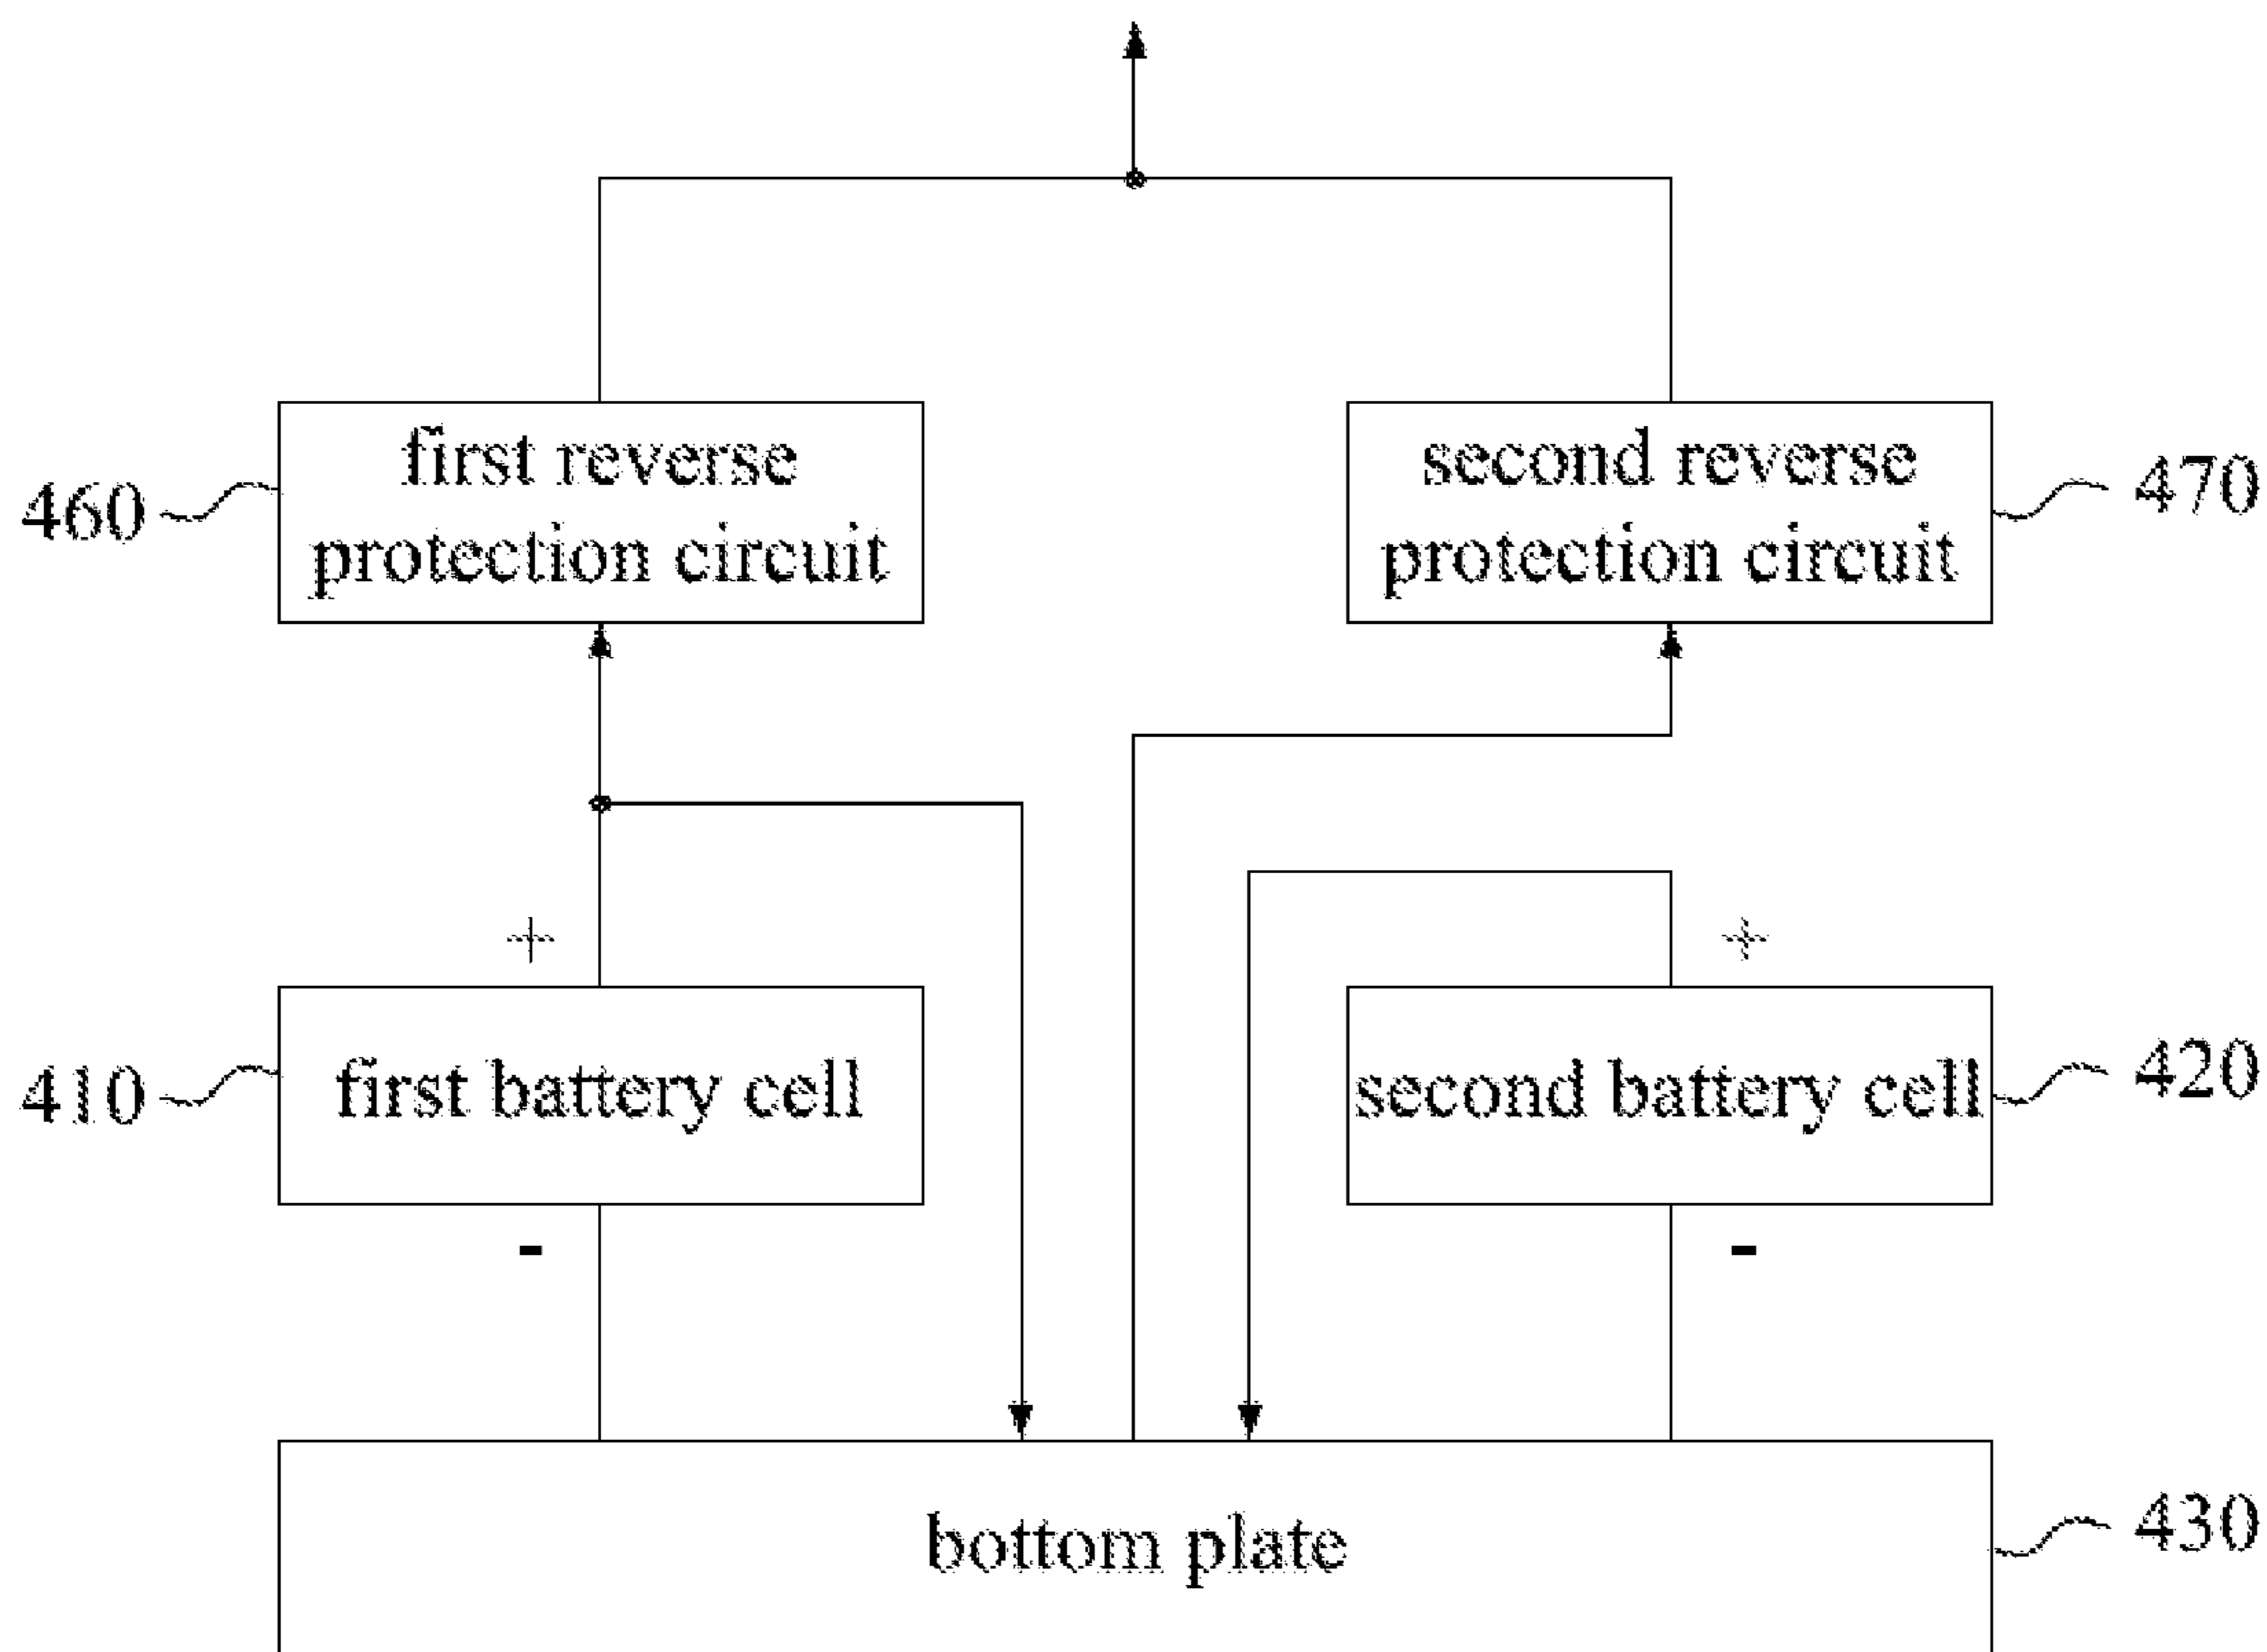 first reverse
protection circuit
460
second reverse
protection circuit
470
+
+
first battery cell
410
second battery cell
420
-
-
bottom plate
430